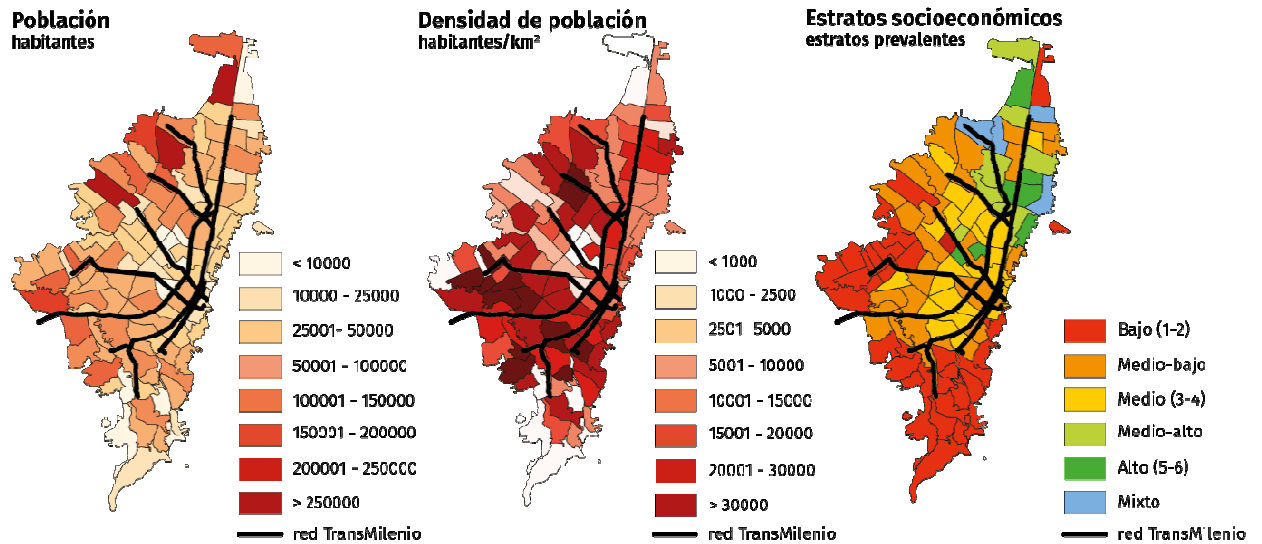 Población
habitantes
< 10000
10000 - 25000
25001- 50000
50001 - 100000
100001 - 150000
150001 - 200000
200001 - 250000
> 250000
red TransMilenio
Densidad de población
habitantes/km²
< 1000
1000 - 2500
2501- 5000
5001 - 10000
10001 - 15000
15001 - 20000
20001 - 30000
> 30000
red TransMilenio
Estratos socioeconómicos
estratos prevalentes
Bajo (1-2)
Medio-bajo
Medio (3-4)
Medio-alto
Alto (5-6)
Mixto
red TransMilenio